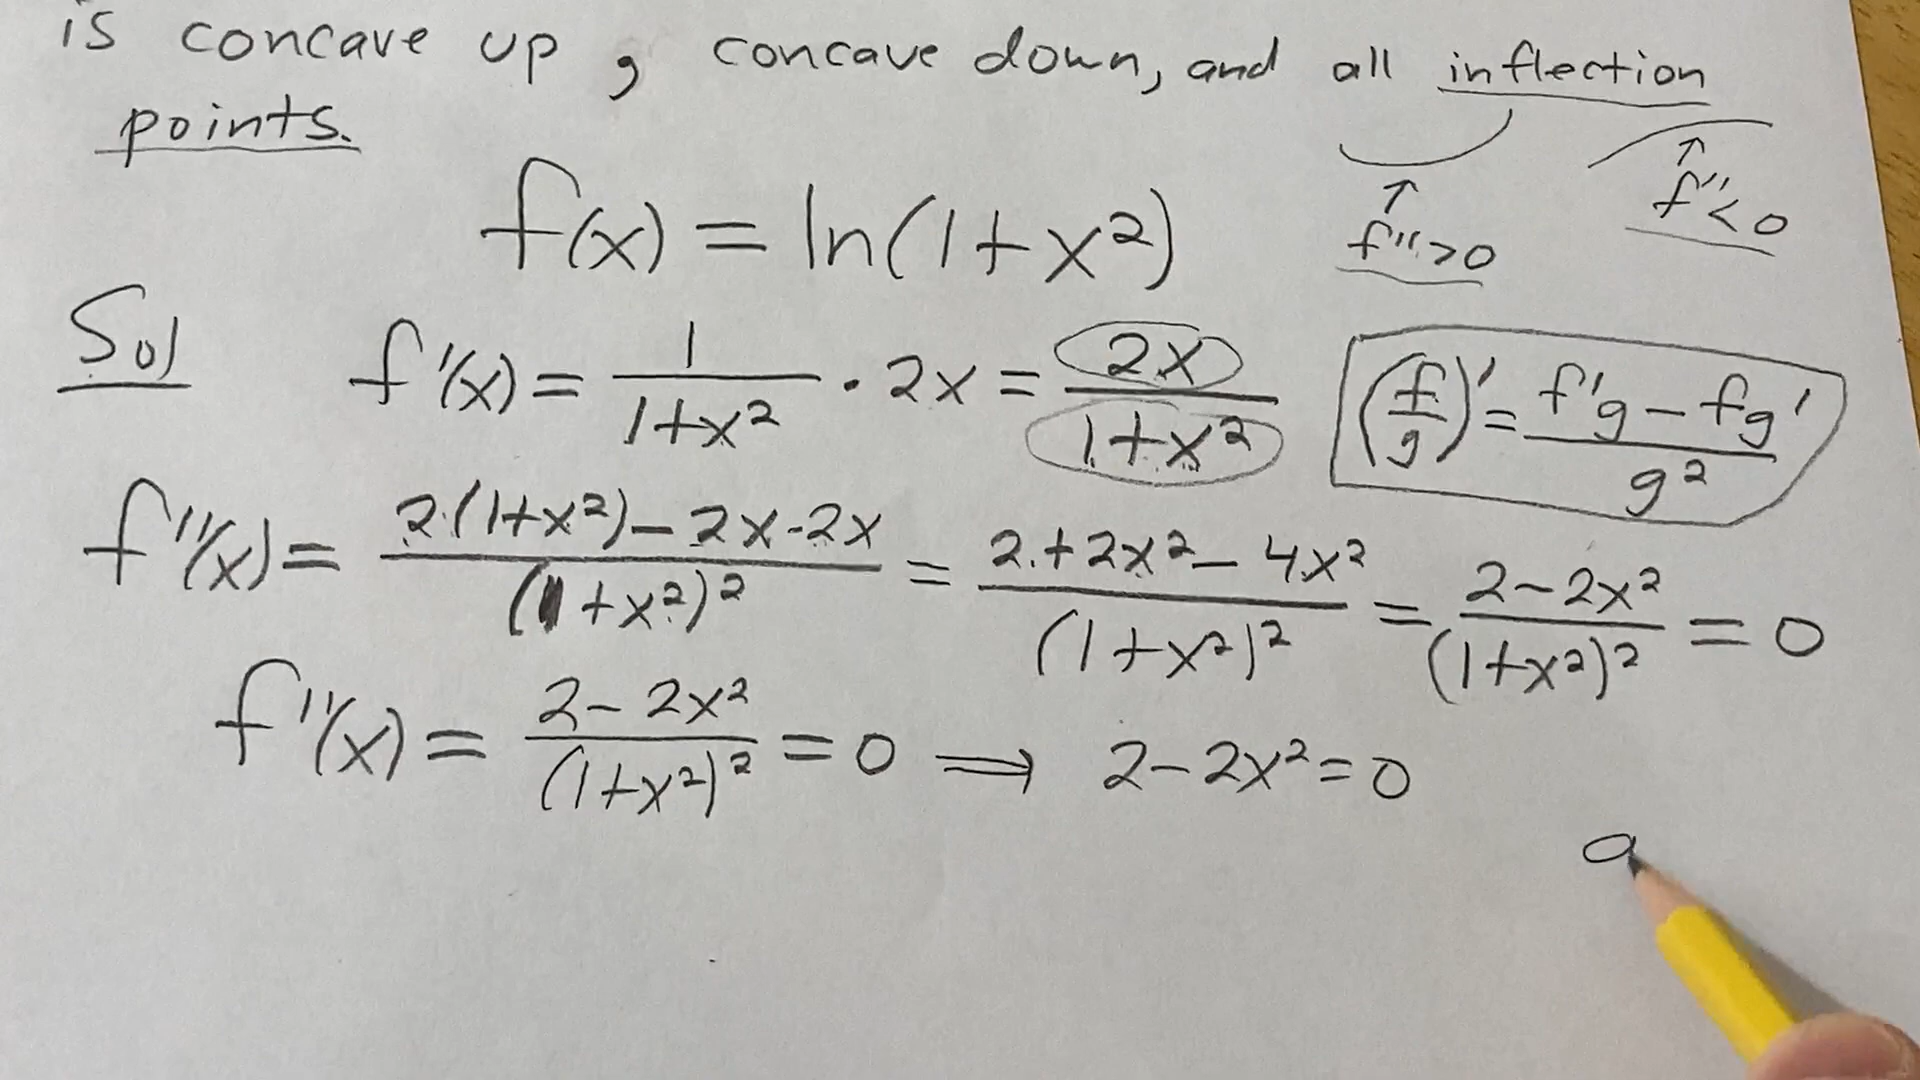 is concave up, concave down, and all inflection
points.
f''>0
f''<0
f(x) = ln(1+x²)
Sol
f'(x) = 1/(1+x²) · 2x = 2x/(1+x²)
(f/g)' = (f'g - fg')/g²
f''(x) = (2·(1+x²) - 2x·2x)/(1+x²)² = (2+2x²-4x²)/(1+x²)² = (2-2x²)/(1+x²)² = 0
f''(x) = (2-2x²)/(1+x²)² = 0 ⟹ 2-2x²=0